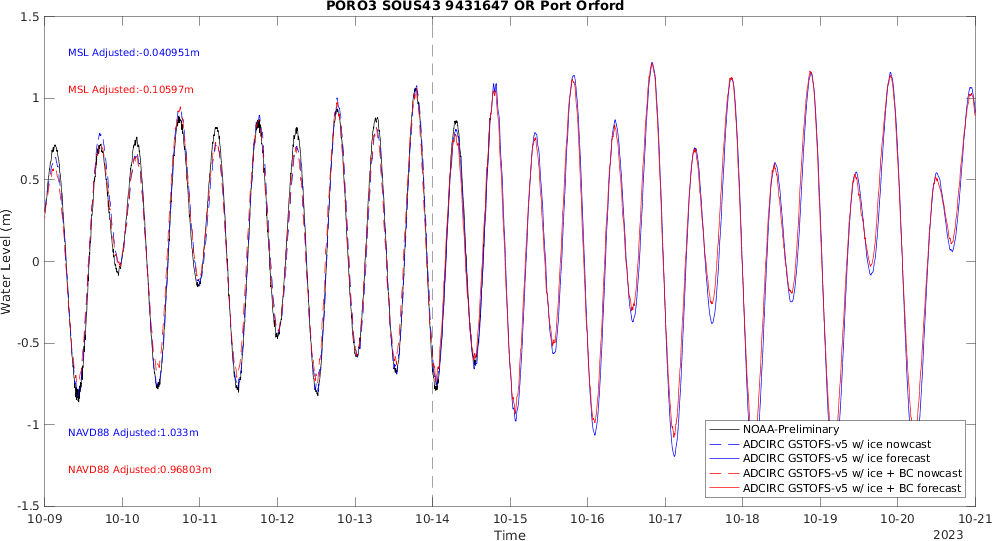 PORO3 SOUS43 9431647 OR Port Orford
1.5
1
0.5
0
-0.5
-1
-1.5
Water Level (m)
MSL Adjusted:-0.040951m
MSL Adjusted:-0.10597m
NAVD88 Adjusted:1.033m
NAVD88 Adjusted:0.96803m
NOAA-Preliminary
ADCIRC GSTOFS-v5 w/ ice nowcast
ADCIRC GSTOFS-v5 w/ ice forecast
ADCIRC GSTOFS-v5 w/ ice + BC nowcast
ADCIRC GSTOFS-v5 w/ ice + BC forecast
10-09 10-10 10-11 10-12 10-13 10-14 10-15 10-16 10-17 10-18 10-19 10-20 10-21
Time
2023